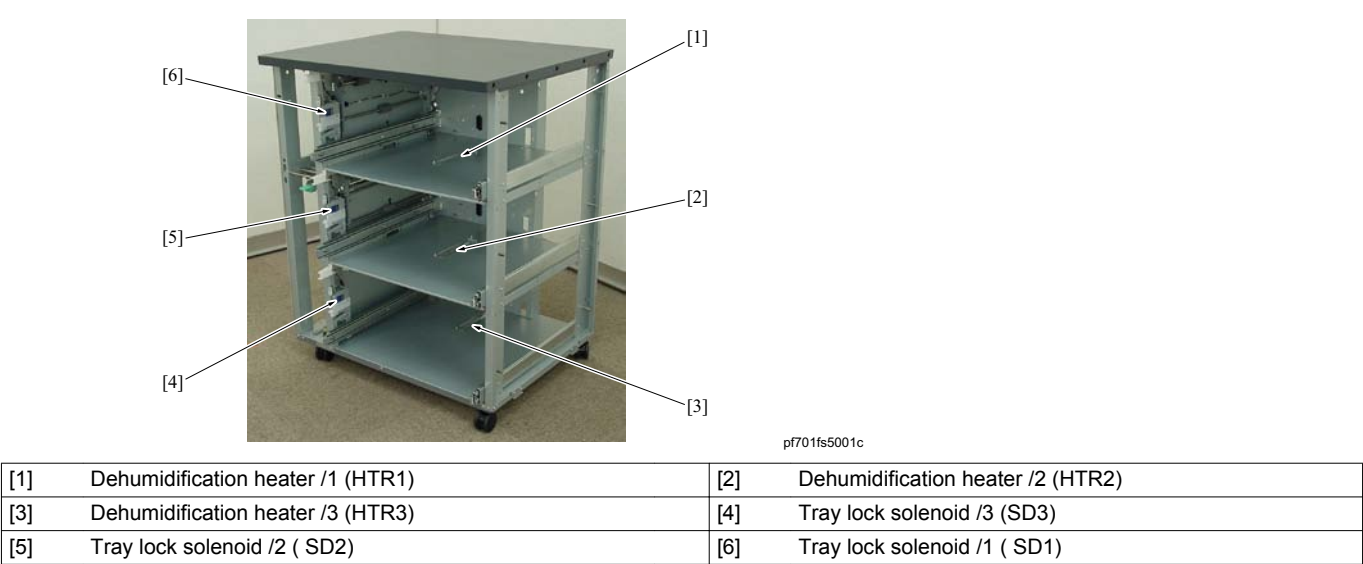 [1]
[6]
[2]
[5]
[4]
[3]
pf701fs5001c
[1] Dehumidification heater /1 (HTR1) [2] Dehumidification heater /2 (HTR2)
[3] Dehumidification heater /3 (HTR3) [4] Tray lock solenoid /3 (SD3)
[5] Tray lock solenoid /2 ( SD2) [6] Tray lock solenoid /1 ( SD1)